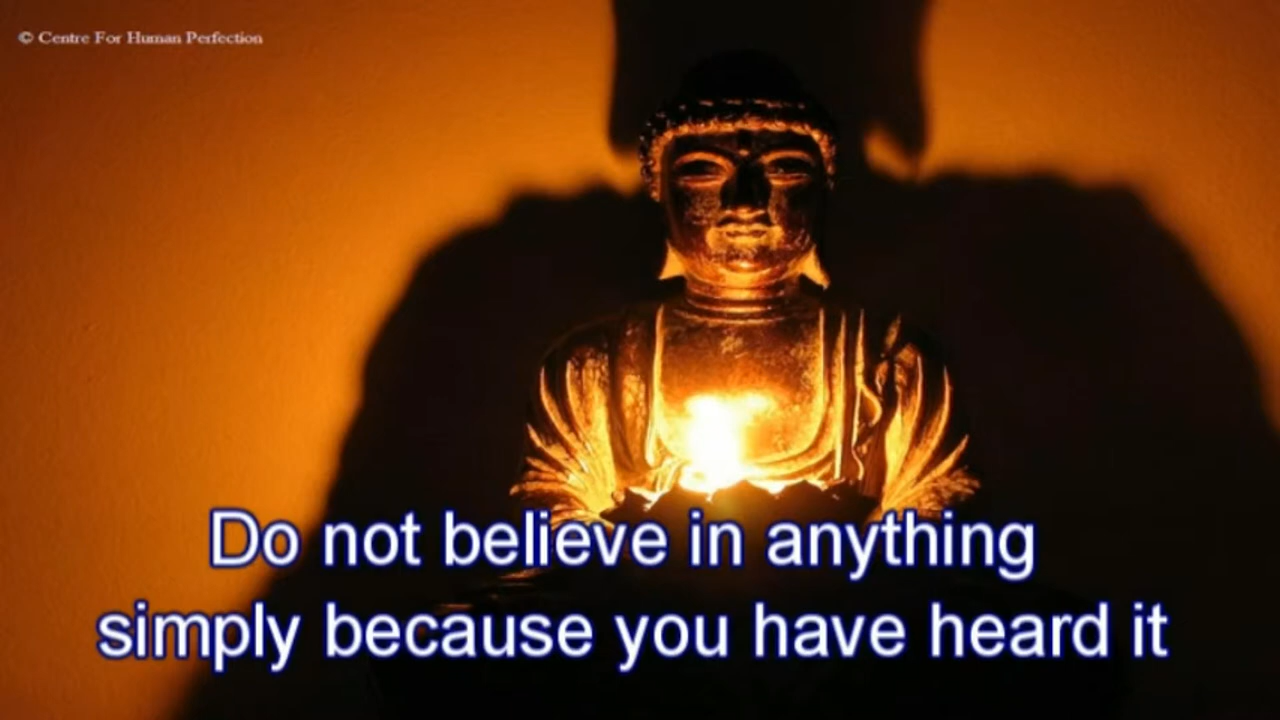 © Centre For Human Perfection
Do not believe in anything
simply because you have heard it